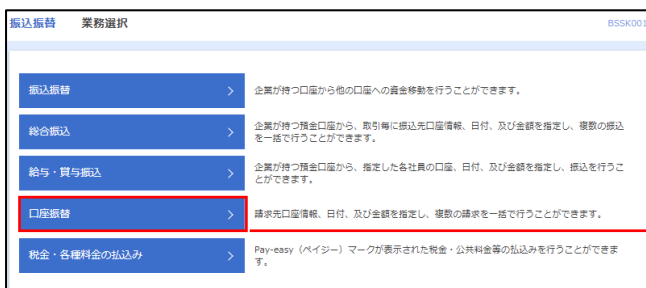 振込振替 業務選択 BSSK001
振込振替 企業が持つ口座から他の口座への資金移動を行うことができます。
総合振込 企業が持つ預金口座から、取引毎に振込先口座情報、日付、及び金額を指定し、複数の振込
を一括で行うことができます。
給与・賞与振込 企業が持つ預金口座から、指定した各社員の口座、日付、及び金額を指定し、振込を行うこ
とができます。
口座振替 請求先口座情報、日付、及び金額を指定し、複数の請求を一括で行うことができます。
税金・各種料金の払込み Pay-easy（ペイジー）マークが表示された税金・公共料金等の払込みを行うことができま
す。